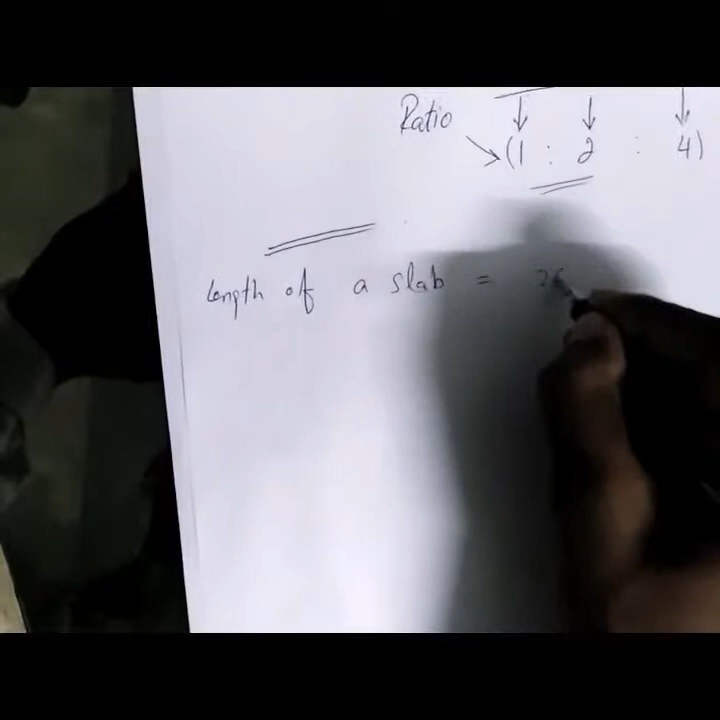 Ratio
(1 : 2 : 4)
Length of a slab =